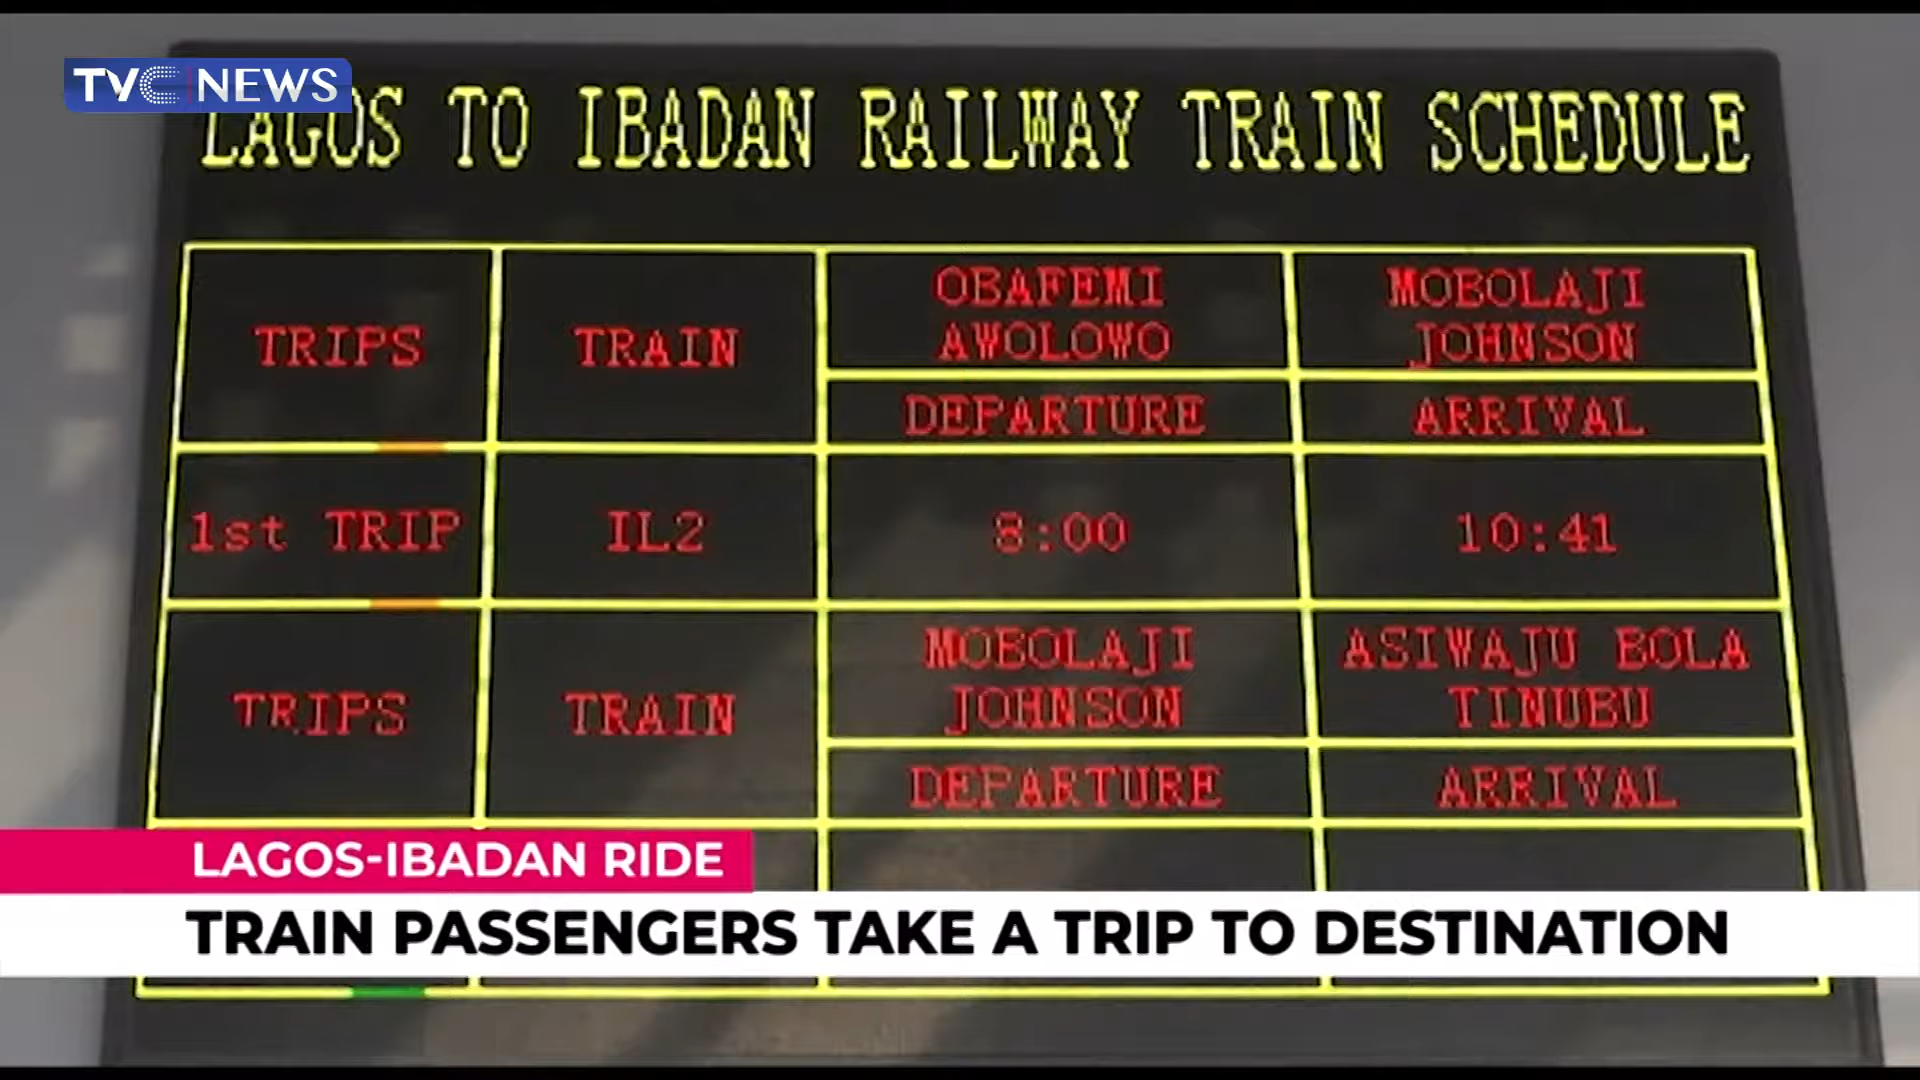 TVC NEWS
LAGOS TO IBADAN RAILWAY TRAIN SCHEDULE
TRIPS
TRAIN
OBAFEMI
AWOLOWO
MOBOLAJI
JOHNSON
DEPARTURE
ARRIVAL
1st TRIP
IL2
8:00
10:41
TRIPS
TRAIN
MOBOLAJI
JOHNSON
ASIWAJU BOLA
TINUBU
DEPARTURE
ARRIVAL
LAGOS-IBADAN RIDE
TRAIN PASSENGERS TAKE A TRIP TO DESTINATION